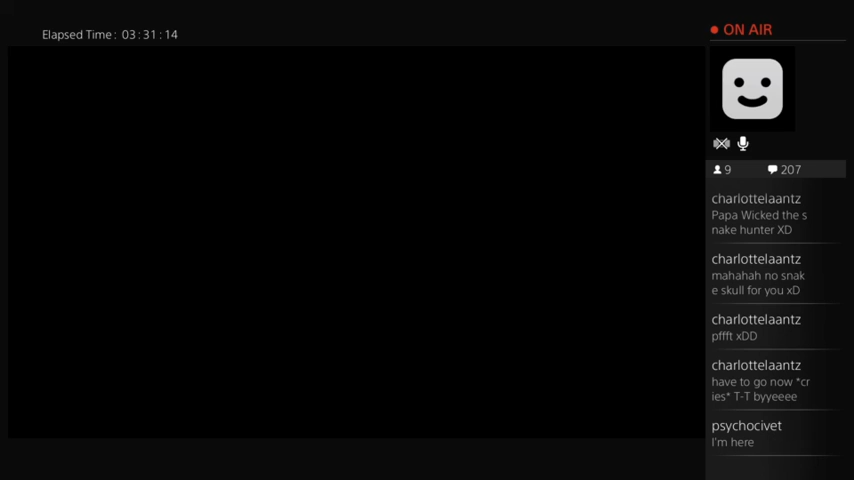 Elapsed Time: 03:31:14
ON AIR
9 207
charlottelaantz
Papa Wicked the s
nake hunter XD
charlottelaantz
mahahah no snak
e skull for you xD
charlottelaantz
pffft xDD
charlottelaantz
have to go now *cr
ies* T-T byyeeee
psychocivet
I'm here